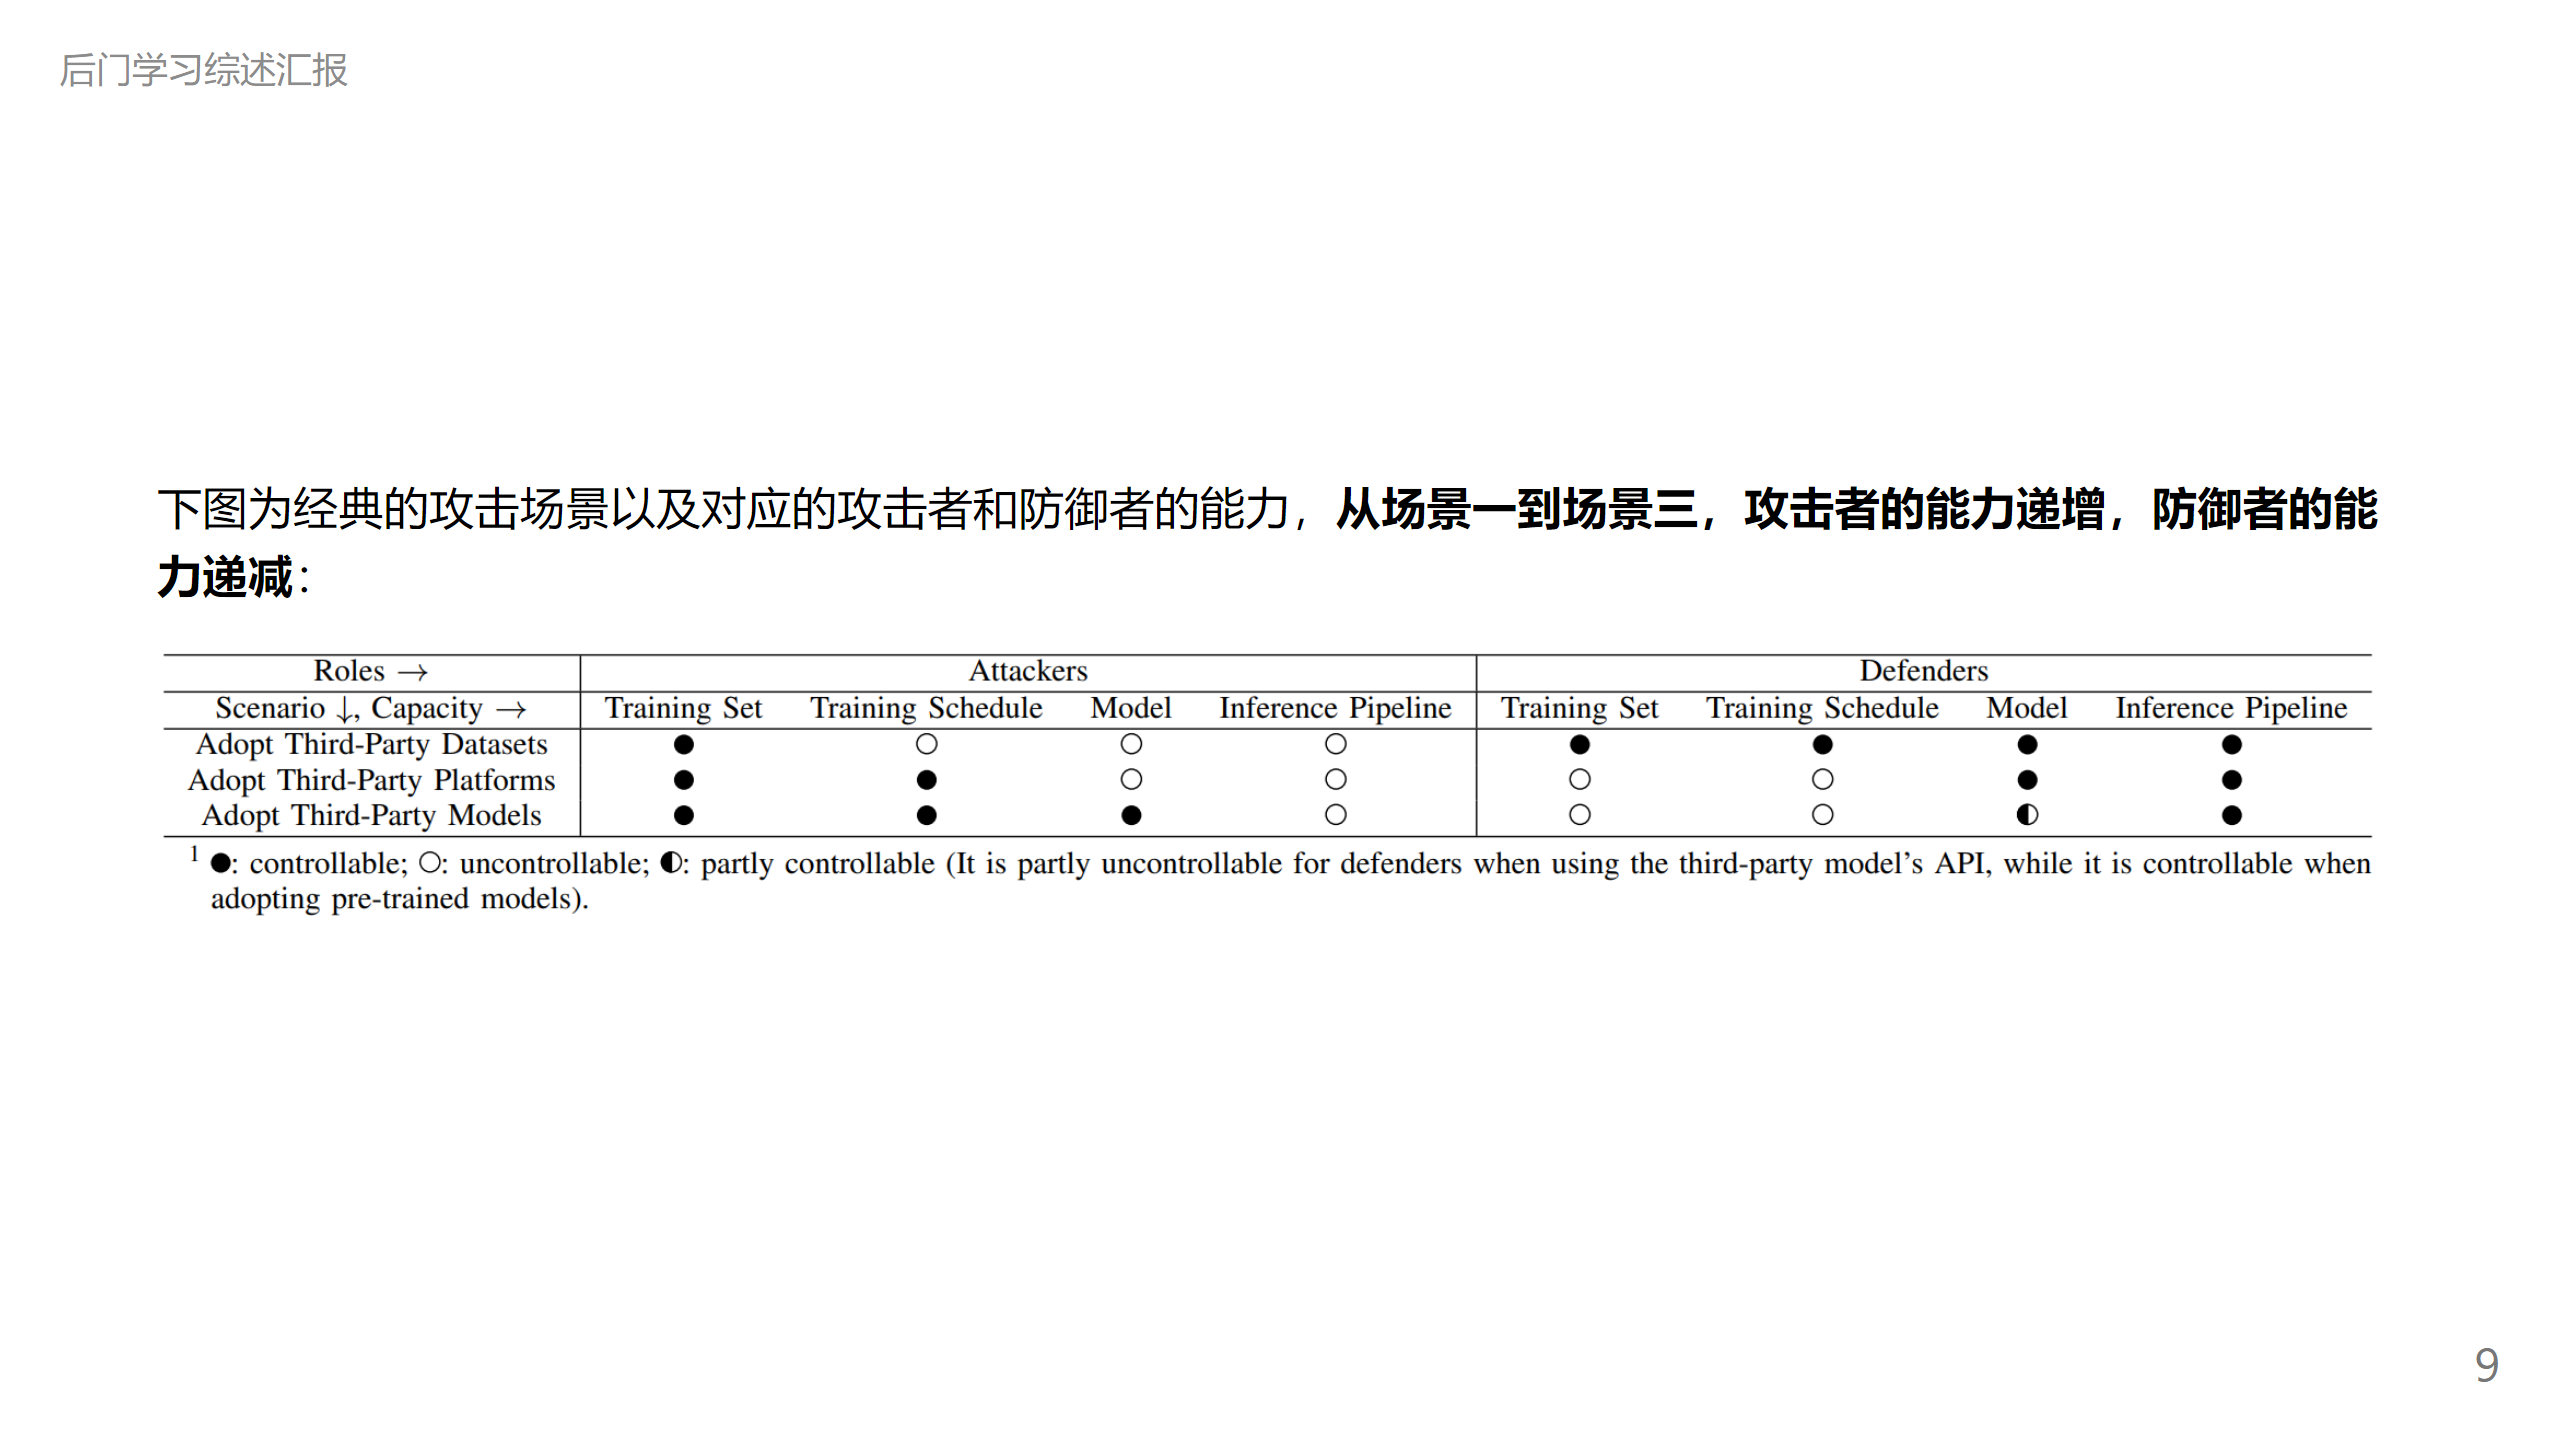 后门学习综述汇报
下图为经典的攻击场景以及对应的攻击者和防御者的能力，从场景一到场景三，攻击者的能力递增，防御者的能
力递减：
Roles → Attackers Defenders
Scenario ↓, Capacity → Training Set Training Schedule Model Inference Pipeline Training Set Training Schedule Model Inference Pipeline
Adopt Third-Party Datasets ● ○ ○ ○ ● ● ● ●
Adopt Third-Party Platforms ● ● ○ ○ ○ ○ ● ●
Adopt Third-Party Models ● ● ● ○ ○ ○ ◐ ●
1 ●: controllable; ○: uncontrollable; ◐: partly controllable (It is partly uncontrollable for defenders when using the third-party model’s API, while it is controllable when
adopting pre-trained models).
9